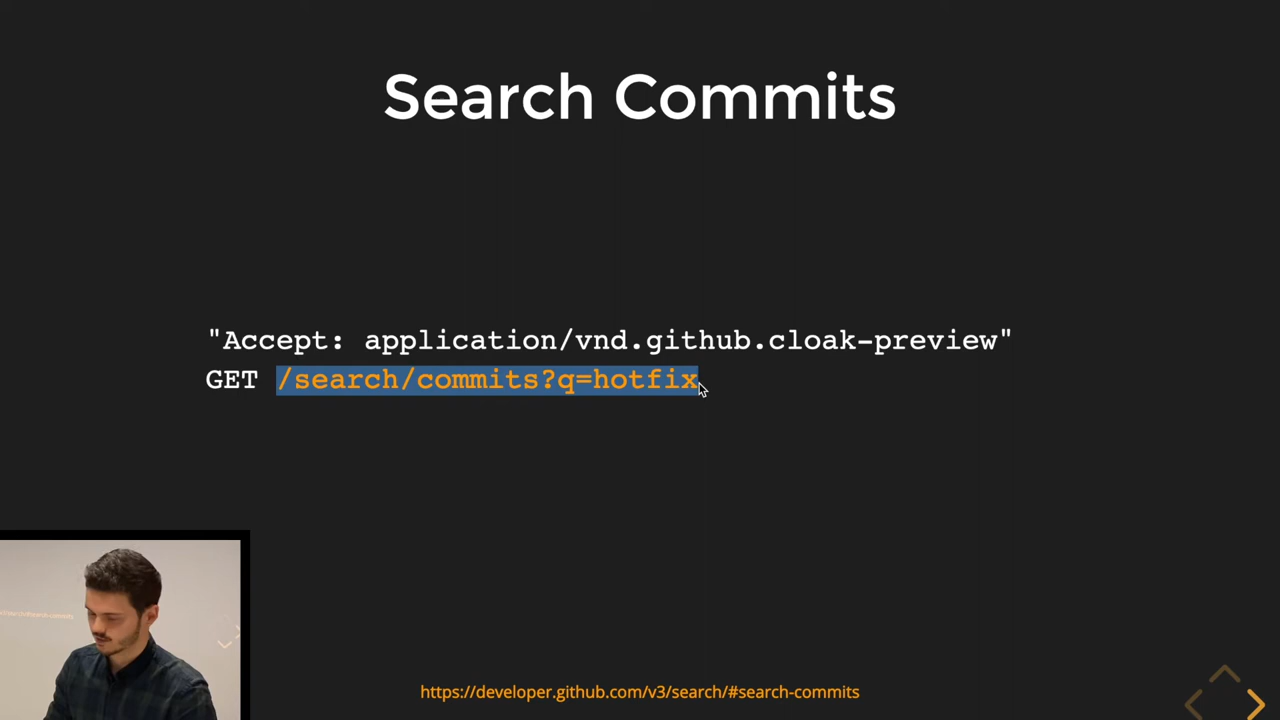 Search Commits
"Accept: application/vnd.github.cloak-preview"
GET /search/commits?q=hotfix
https://developer.github.com/v3/search/#search-commits